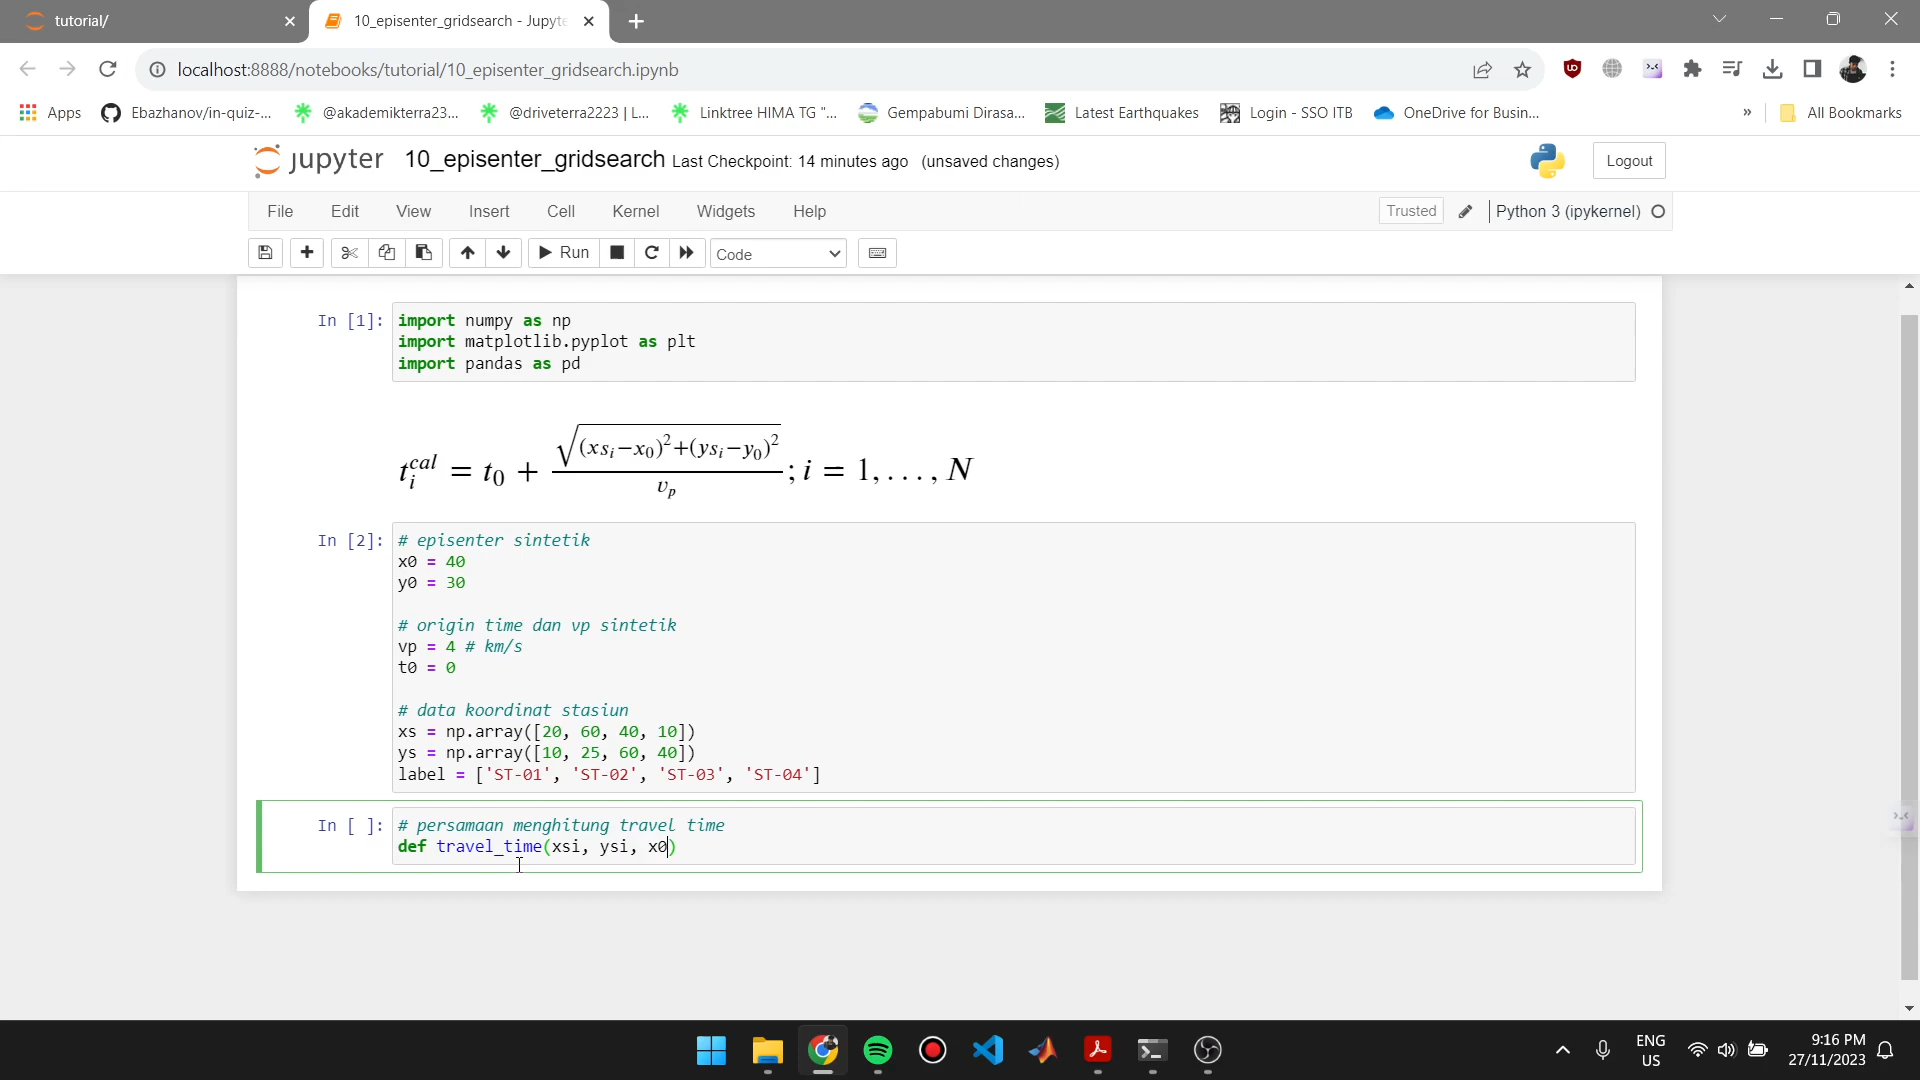 tutorial/
10_episenter_gridsearch - Jupyte
localhost:8888/notebooks/tutorial/10_episenter_gridsearch.ipynb
Apps
Ebazhanov/in-quiz-...
@akademikterra23...
@driveterra2223 | L...
Linktree HIMA TG "...
Gempabumi Dirasa...
Latest Earthquakes
Login - SSO ITB
OneDrive for Busin...
»
All Bookmarks
jupyter 10_episenter_gridsearch Last Checkpoint: 14 minutes ago (unsaved changes)
Logout
File Edit View Insert Cell Kernel Widgets Help
Trusted
Python 3 (ipykernel)
Run
Code
In [1]: import numpy as np
import matplotlib.pyplot as plt
import pandas as pd
t_i^{cal} = t_0 + \frac{\sqrt{(xs_i-x_0)^2+(ys_i-y_0)^2}}{v_p}; i = 1, . . . , N
In [2]: # episenter sintetik
x0 = 40
y0 = 30
# origin time dan vp sintetik
vp = 4 # km/s
t0 = 0
# data koordinat stasiun
xs = np.array([20, 60, 40, 10])
ys = np.array([10, 25, 60, 40])
label = ['ST-01', 'ST-02', 'ST-03', 'ST-04']
In [ ]: # persamaan menghitung travel time
def travel_time(xsi, ysi, x0)
ENG
US
9:16 PM
27/11/2023